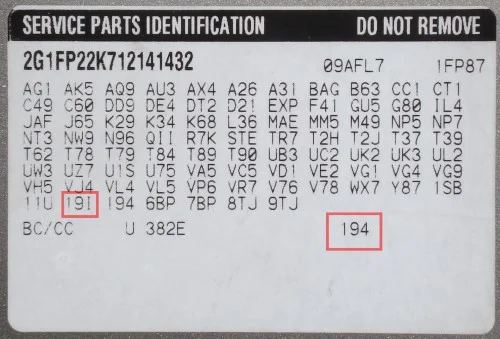 SERVICE PARTS IDENTIFICATION DO NOT REMOVE
2G1FP22K712141432 09AFL7 1FP87
AG1 AK5 AQ9 AU3 AX4 A26 A31 BAG B63 CC1 CT1
C49 C60 DD9 DE4 DT2 D21 EXP F41 GU5 G80 IL4
JAF J65 K29 K34 K68 L36 MAE MM5 M49 NP5 NP7
NT3 NW9 N96 QII R7K STE TR7 T2H T2J T37 T39
T62 T78 T79 T84 T89 T90 UB3 UC2 UK2 UK3 UL2
UW3 UZ7 U1S U75 VA5 VC5 VD1 VE2 VG1 VG4 VG9
VH5 VJ4 VL4 VL5 VP6 VR7 V76 V78 WX7 Y87 1SB
11U 19I 194 6BP 7BP 8TJ 9TJ
BC/CC U 382E 194